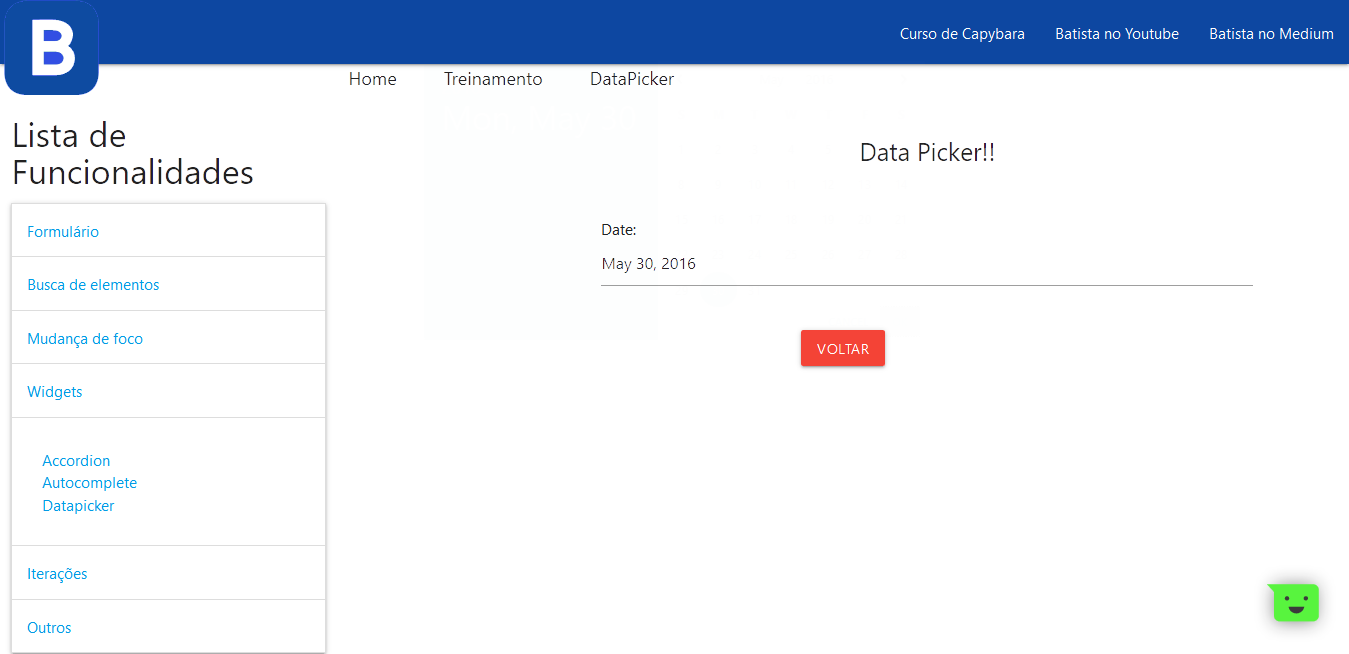 B
Curso de Capybara
Batista no Youtube
Batista no Medium
Home
Treinamento
DataPicker
Lista de
Funcionalidades
Formulário
Busca de elementos
Mudança de foco
Widgets
Accordion
Autocomplete
Datapicker
Iterações
Outros
Data Picker!!
Date:
May 30, 2016
VOLTAR